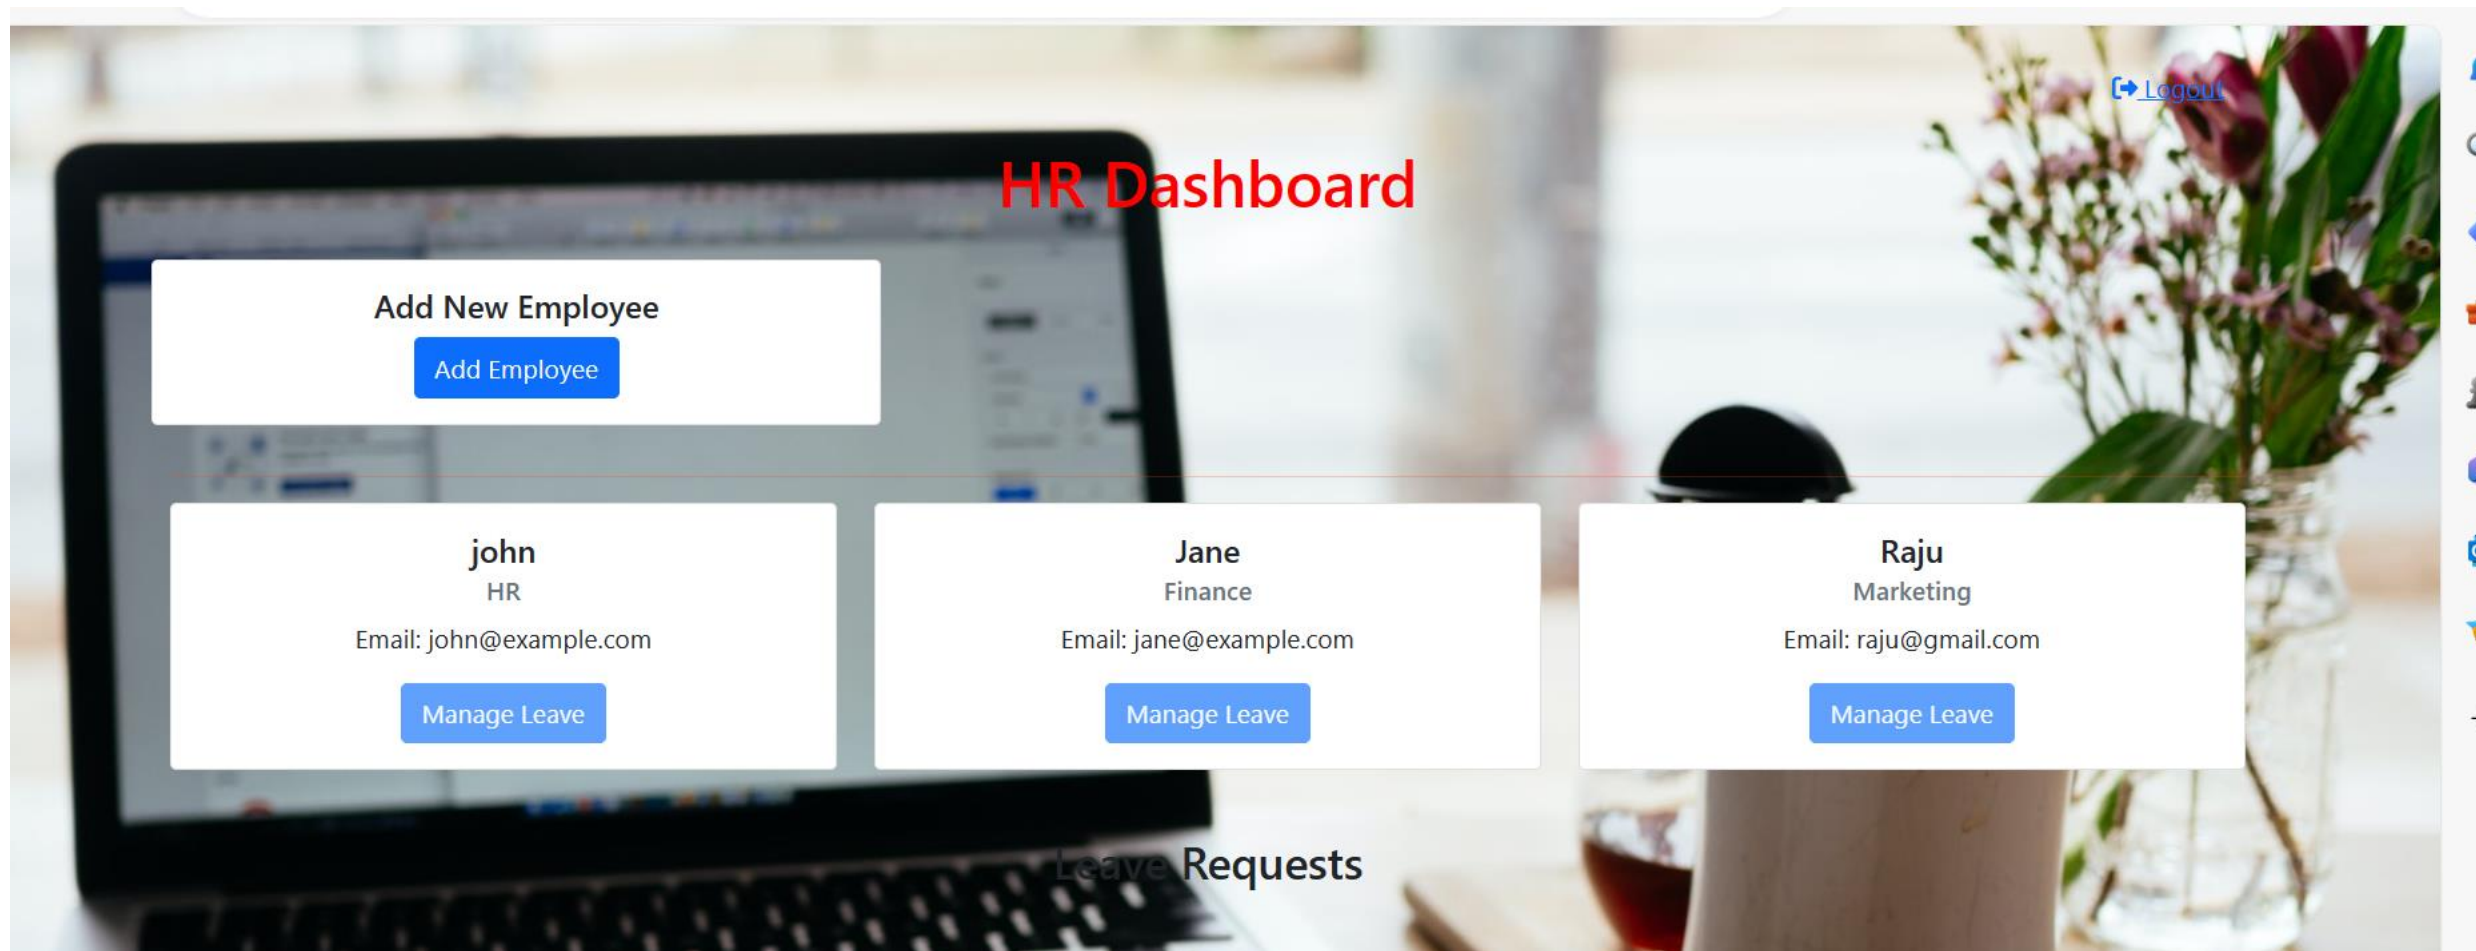 Logout
HR Dashboard
Add New Employee
Add Employee
john
HR
Email: john@example.com
Manage Leave
Jane
Finance
Email: jane@example.com
Manage Leave
Raju
Marketing
Email: raju@gmail.com
Manage Leave
Leave Requests